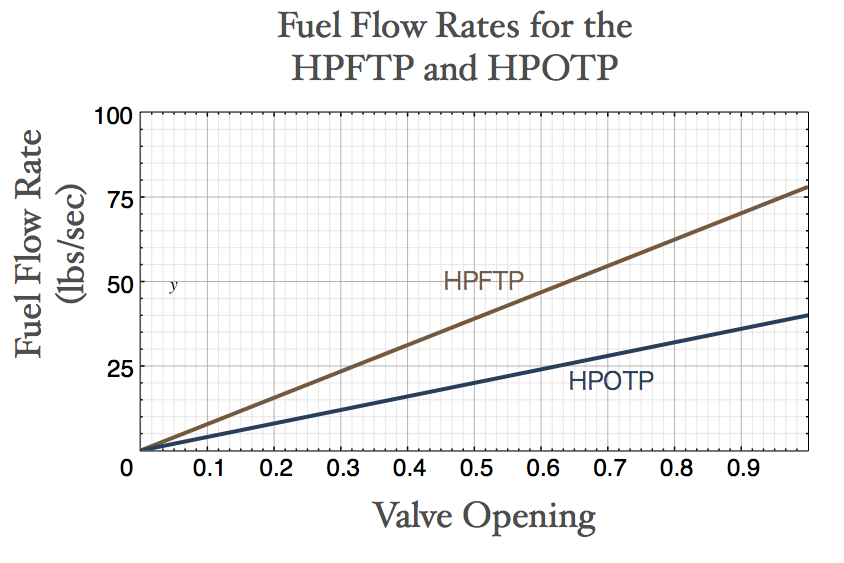 Fuel Flow Rates for the
HPFTP and HPOTP
Fuel Flow Rate
(lbs/sec)
100
75
50
25
0
y
HPFTP
HPOTP
0.1 0.2 0.3 0.4 0.5 0.6 0.7 0.8 0.9
Valve Opening